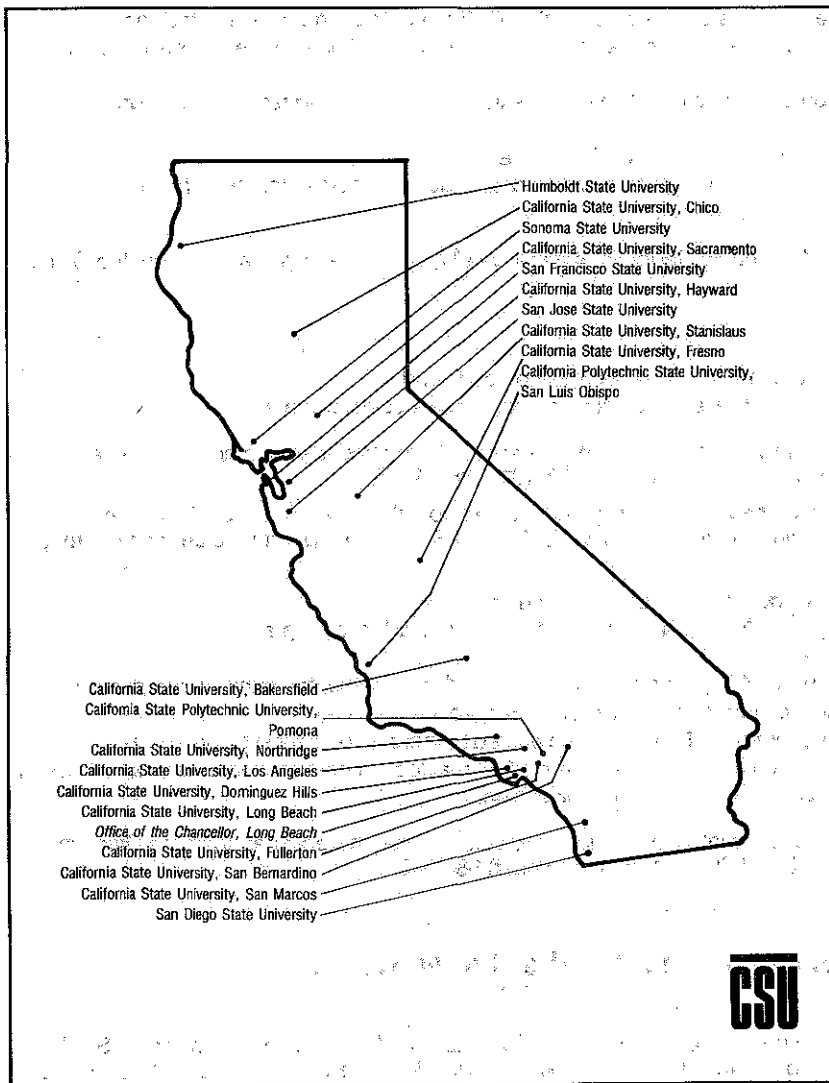 Humboldt State University
California State University, Chico
Sonoma State University
California State University, Sacramento
San Francisco State University
California State University, Hayward
San Jose State University
California State University, Stanislaus
California State University, Fresno
California Polytechnic State University,
San Luis Obispo
California State University, Bakersfield
California State Polytechnic University,
Pomona
California State University, Northridge
California State University, Los Angeles
California State University, Dominguez Hills
California State University, Long Beach
Office of the Chancellor, Long Beach
California State University, Fullerton
California State University, San Bernardino
California State University, San Marcos
San Diego State University
CSU